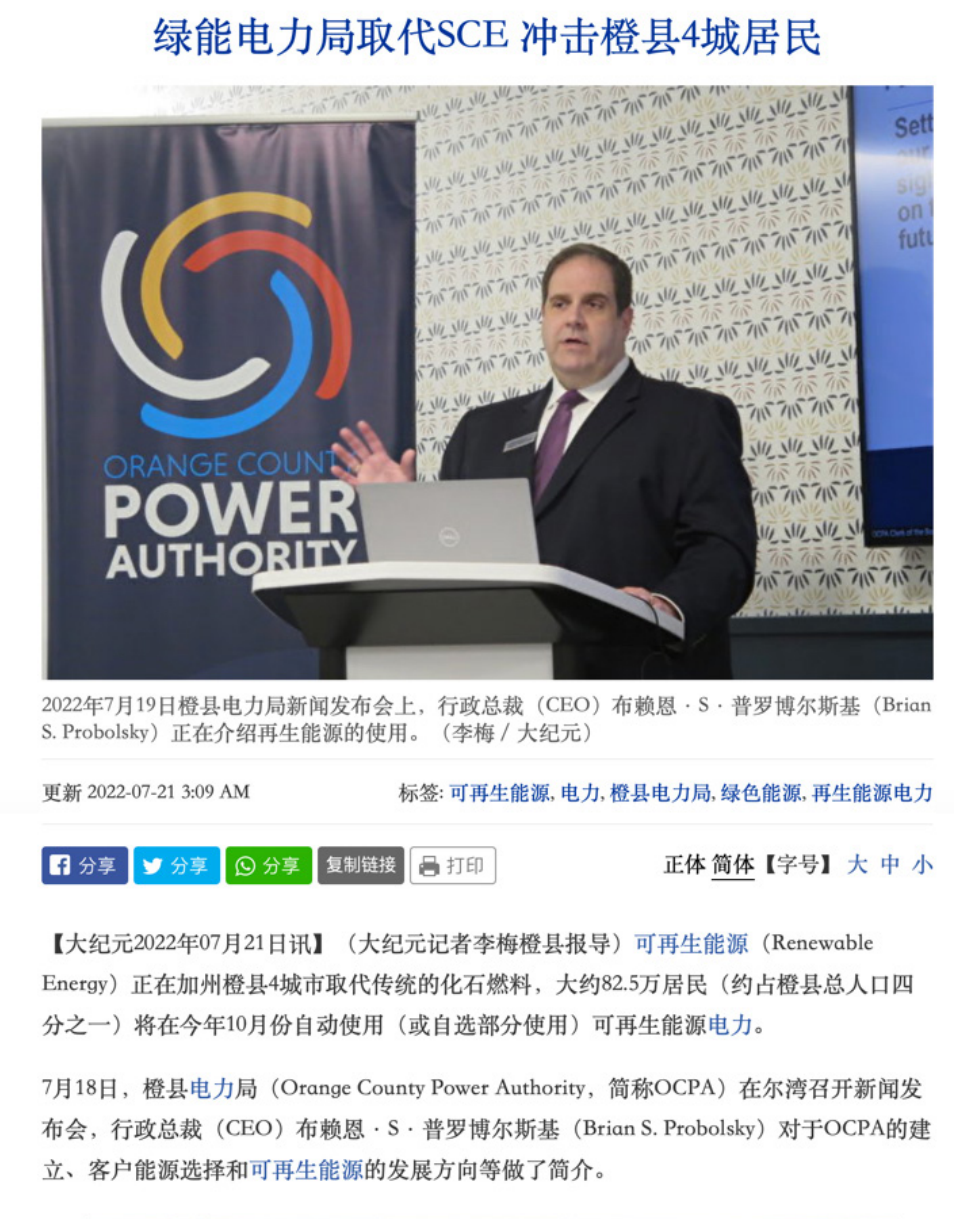 绿能电力局取代SCE 冲击橙县4城居民
Sett
our
sig
on
futu
ORANGE COUNT
POWER
AUTHORITY
2022年7月19日橙县电力局新闻发布会上，行政总裁（CEO）布赖恩·S·普罗博尔斯基（Brian
S. Probolsky）正在介绍再生能源的使用。（李梅／大纪元）
更新 2022-07-21 3:09 AM
标签: 可再生能源, 电力, 橙县电力局, 绿色能源, 再生能源电力
分享 分享 分享 复制链接 打印
正体 简体【字号】 大 中 小
【大纪元2022年07月21日讯】（大纪元记者李梅橙县报导）可再生能源（Renewable
Energy）正在加州橙县4城市取代传统的化石燃料，大约82.5万居民（约占橙县总人口四
分之一）将在今年10月份自动使用（或自选部分使用）可再生能源电力。
7月18日，橙县电力局（Orange County Power Authority，简称OCPA）在尔湾召开新闻发
布会，行政总裁（CEO）布赖恩·S·普罗博尔斯基（Brian S. Probolsky）对于OCPA的建
立、客户能源选择和可再生能源的发展方向等做了简介。